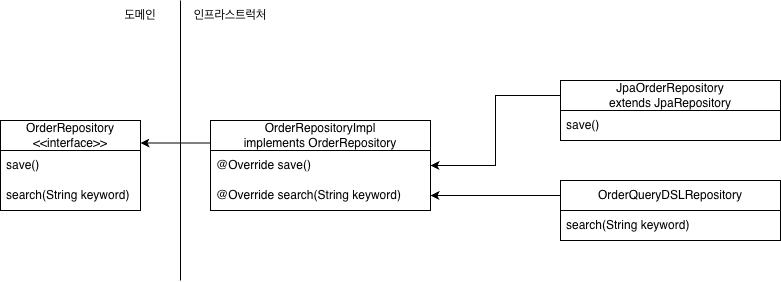 도메인
인프라스트럭처
OrderRepository
<<interface>>
save()
search(String keyword)
OrderRepositoryImpl
implements OrderRepository
@Override save()
@Override search(String keyword)
JpaOrderRepository
extends JpaRepository
save()
OrderQueryDSLRepository
search(String keyword)